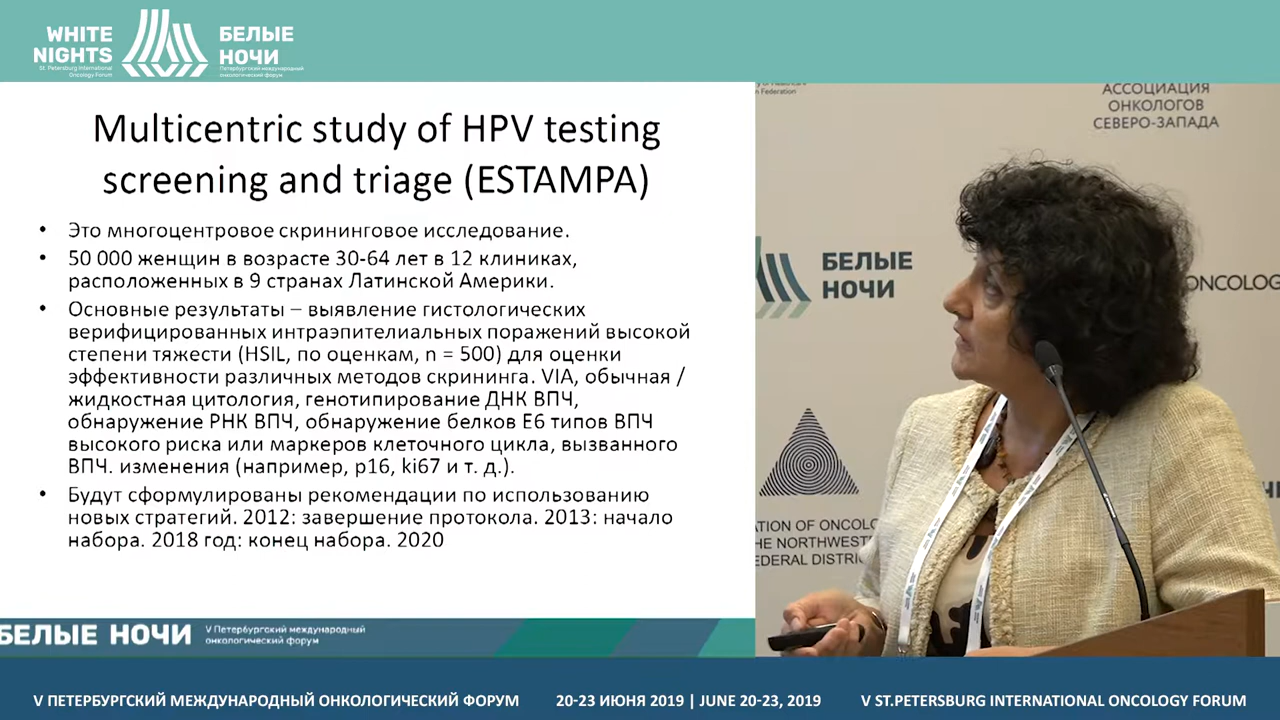 WHITE
NIGHTS
St. Petersburg International
Oncology Forum
БЕЛЫЕ
НОЧИ
Петербургский международный
онкологический форум
Multicentric study of HPV testing
screening and triage (ESTAMPA)
• Это многоцентровое скрининговое исследование.
• 50 000 женщин в возрасте 30-64 лет в 12 клиниках,
расположенных в 9 странах Латинской Америки.
• Основные результаты – выявление гистологических
верифицированных интраэпителиальных поражений высокой
степени тяжести (HSIL, по оценкам, n = 500) для оценки
эффективности различных методов скрининга. VIA, обычная /
жидкостная цитология, генотипирование ДНК ВПЧ,
обнаружение РНК ВПЧ, обнаружение белков E6 типов ВПЧ
высокого риска или маркеров клеточного цикла, вызванного
ВПЧ. изменения (например, p16, ki67 и т. д.).
• Будут сформулированы рекомендации по использованию
новых стратегий. 2012: завершение протокола. 2013: начало
набора. 2018 год: конец набора. 2020
БЕЛЫЕ НОЧИ
V Петербургский международный
онкологический форум
n Federation
АССОЦИАЦИЯ
ОНКОЛОГОВ
СЕВЕРО-ЗАПАДА
БЕЛЫЕ
НОЧИ
ONCOLOG
ATION OF ONCOLO
HE NORTHWEST
EDERAL DISTRI
V ПЕТЕРБУРГСКИЙ МЕЖДУНАРОДНЫЙ ОНКОЛОГИЧЕСКИЙ ФОРУМ
20-23 ИЮНЯ 2019 | JUNE 20-23, 2019
V ST.PETERSBURG INTERNATIONAL ONCOLOGY FORUM